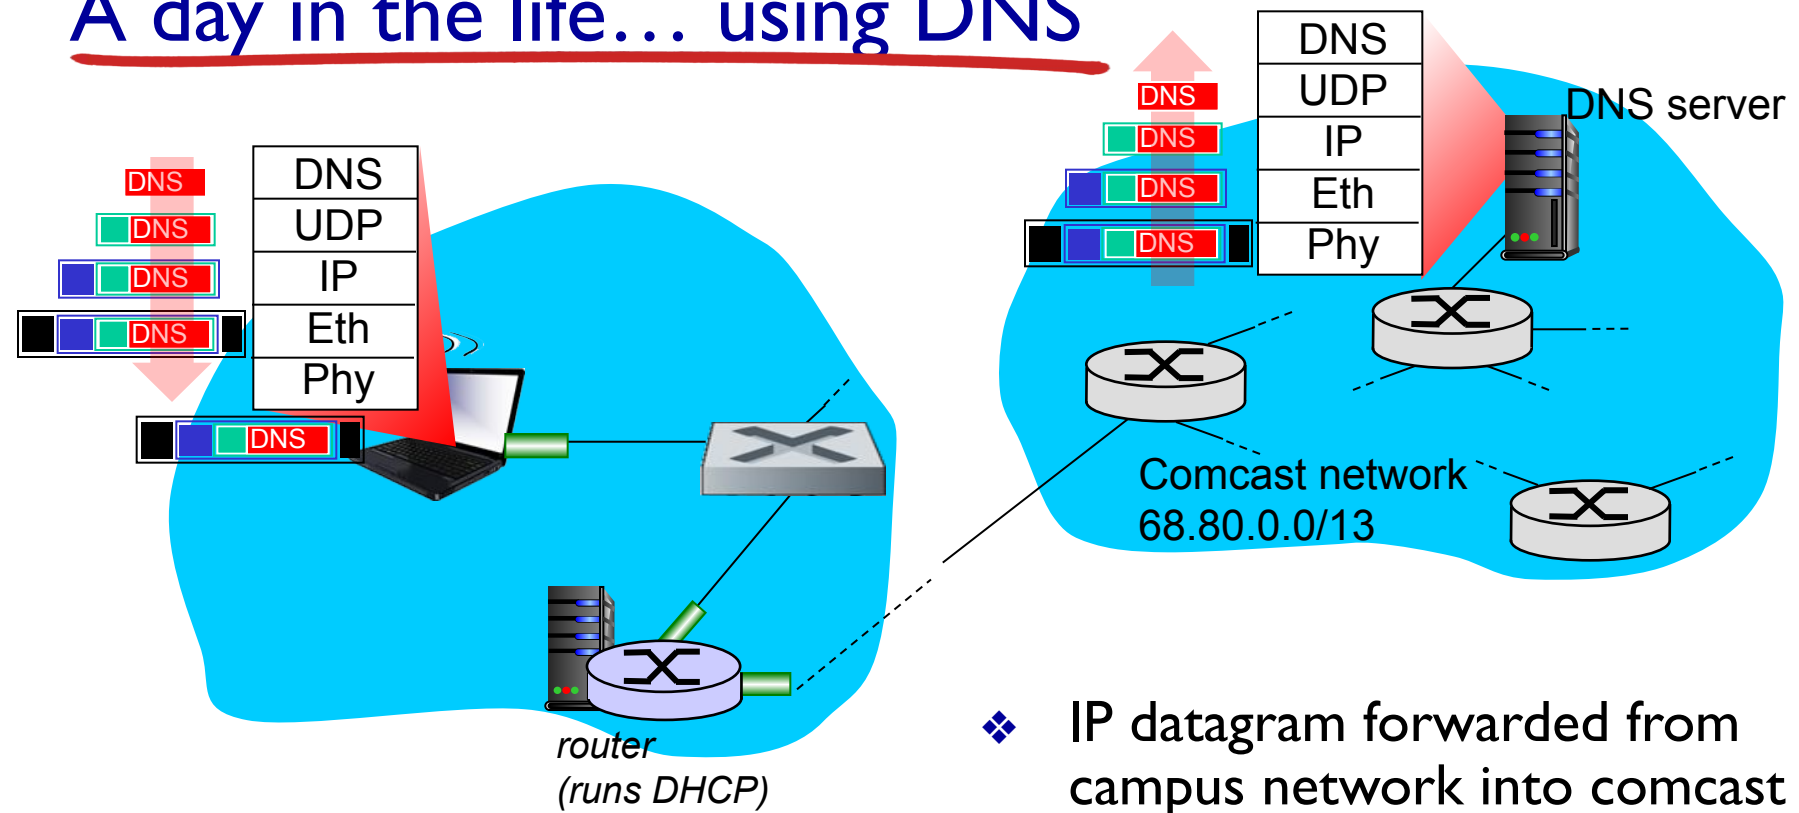 A day in the life… using DNS
DNS
DNS
DNS
DNS
DNS
UDP
IP
Eth
Phy
DNS
DNS server
DNS
DNS
DNS
DNS
DNS
UDP
IP
Eth
Phy
DNS
Comcast network
68.80.0.0/13
router
(runs DHCP)
❖ IP datagram forwarded from
campus network into comcast